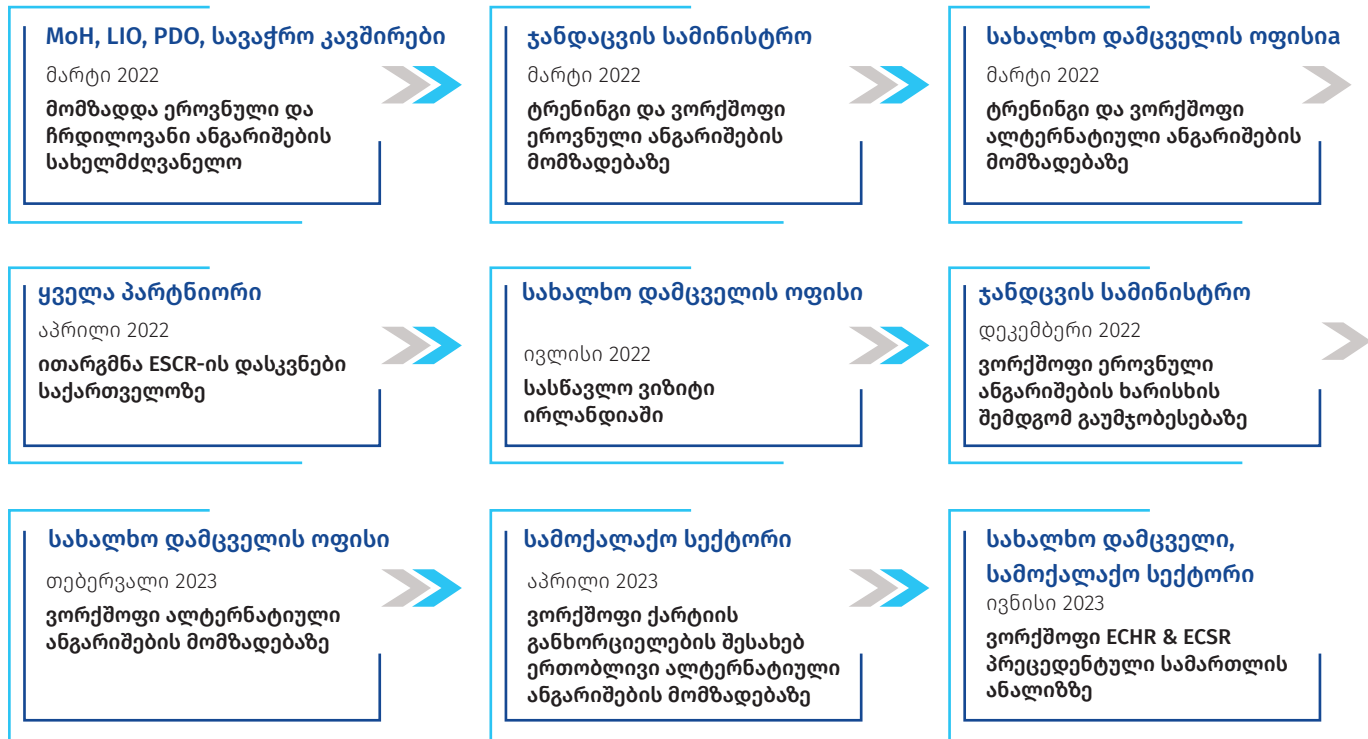 MoH, LIO, PDO, სავაჭრო კავშირები
მარტი 2022
მომზადდა ეროვნული და
ჩრდილოვანი ანგარიშების
სახელმძღვანელო
ჯანდაცვის სამინისტრო
მარტი 2022
ტრენინგი და ვორქშოფი
ეროვნული ანგარიშების
მომზადებაზე
სახალხო დამცველის ოფისია
მარტი 2022
ტრენინგი და ვორქშოფი
ალტერნატიული ანგარიშების
მომზადებაზე
ყველა პარტნიორი
აპრილი 2022
ითარგმნა ESCR-ის დასკვნები
საქართველოზე
სახალხო დამცველის ოფისი
ივლისი 2022
სასწავლო ვიზიტი
ირლანდიაში
ჯანდცვის სამინისტრო
დეკემბერი 2022
ვორქშოფი ეროვნული
ანგარიშების ხარისხის
შემდგომ გაუმჯობესებაზე
სახალხო დამცველის ოფისი
თებერვალი 2023
ვორქშოფი ალტერნატიული
ანგარიშების მომზადებაზე
სამოქალაქო სექტორი
აპრილი 2023
ვორქშოფი ქარტიის
განხორციელების შესახებ
ერთობლივი ალტერნატიული
ანგარიშების მომზადებაზე
სახალხო დამცველი,
სამოქალაქო სექტორი
ივნისი 2023
ვორქშოფი ECHR & ECSR
პრეცედენტული სამართლის
ანალიზზე